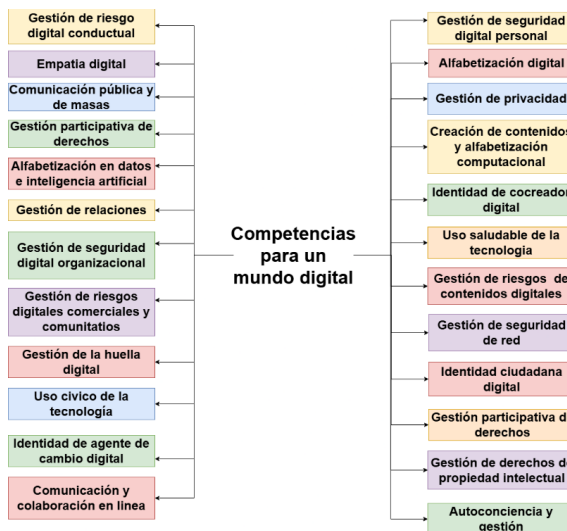 Gestión de riesgo
digital conductual
Empatia digital
Comunicación pública y
de masas
Gestión participativa de
derechos
Alfabetización en datos
e inteligencia artificial
Gestión de relaciones
Gestión de seguridad
digital organizacional
Gestión de riesgos
digitales comerciales y
comunitatios
Gestión de la huella
digital
Uso civico de la
tecnología
Identidad de agente de
cambio digital
Comunicación y
colaboración en linea
Competencias
para un
mundo digital
Gestión de seguridad
digital personal
Alfabetización digital
Gestión de privacidad
Creación de contenidos
y alfabetización
computacional
Identidad de cocreador
digital
Uso saludable de la
tecnologia
Gestión de riesgos de
contenidos digitales
Gestión de seguridad
de red
Identidad ciudadana
digital
Gestión participativa de
derechos
Gestión de derechos de
propiedad intelectual
Autoconciencia y
gestión